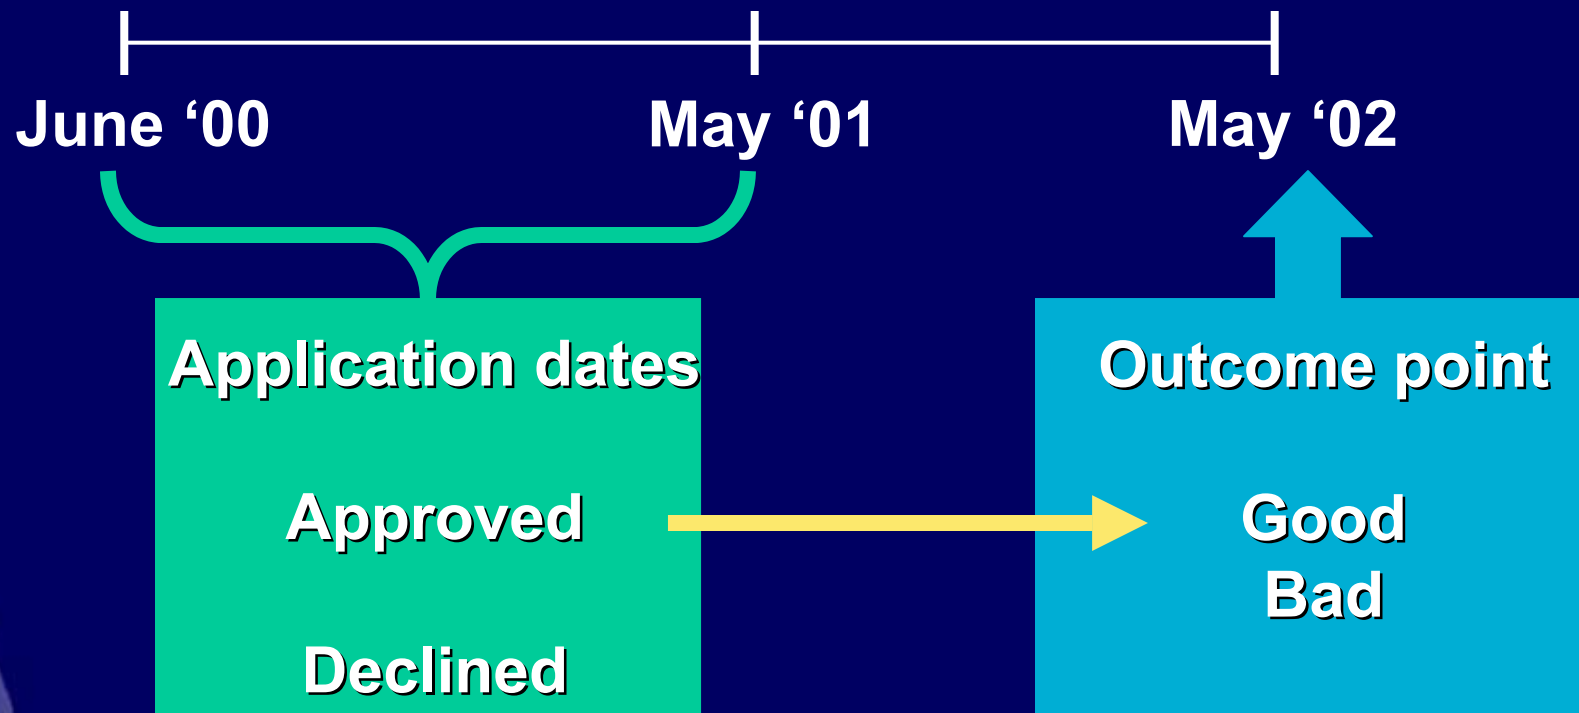 June ‘00 May ‘01 May ‘02
Application dates
Approved
Declined
Outcome point
Good
Bad